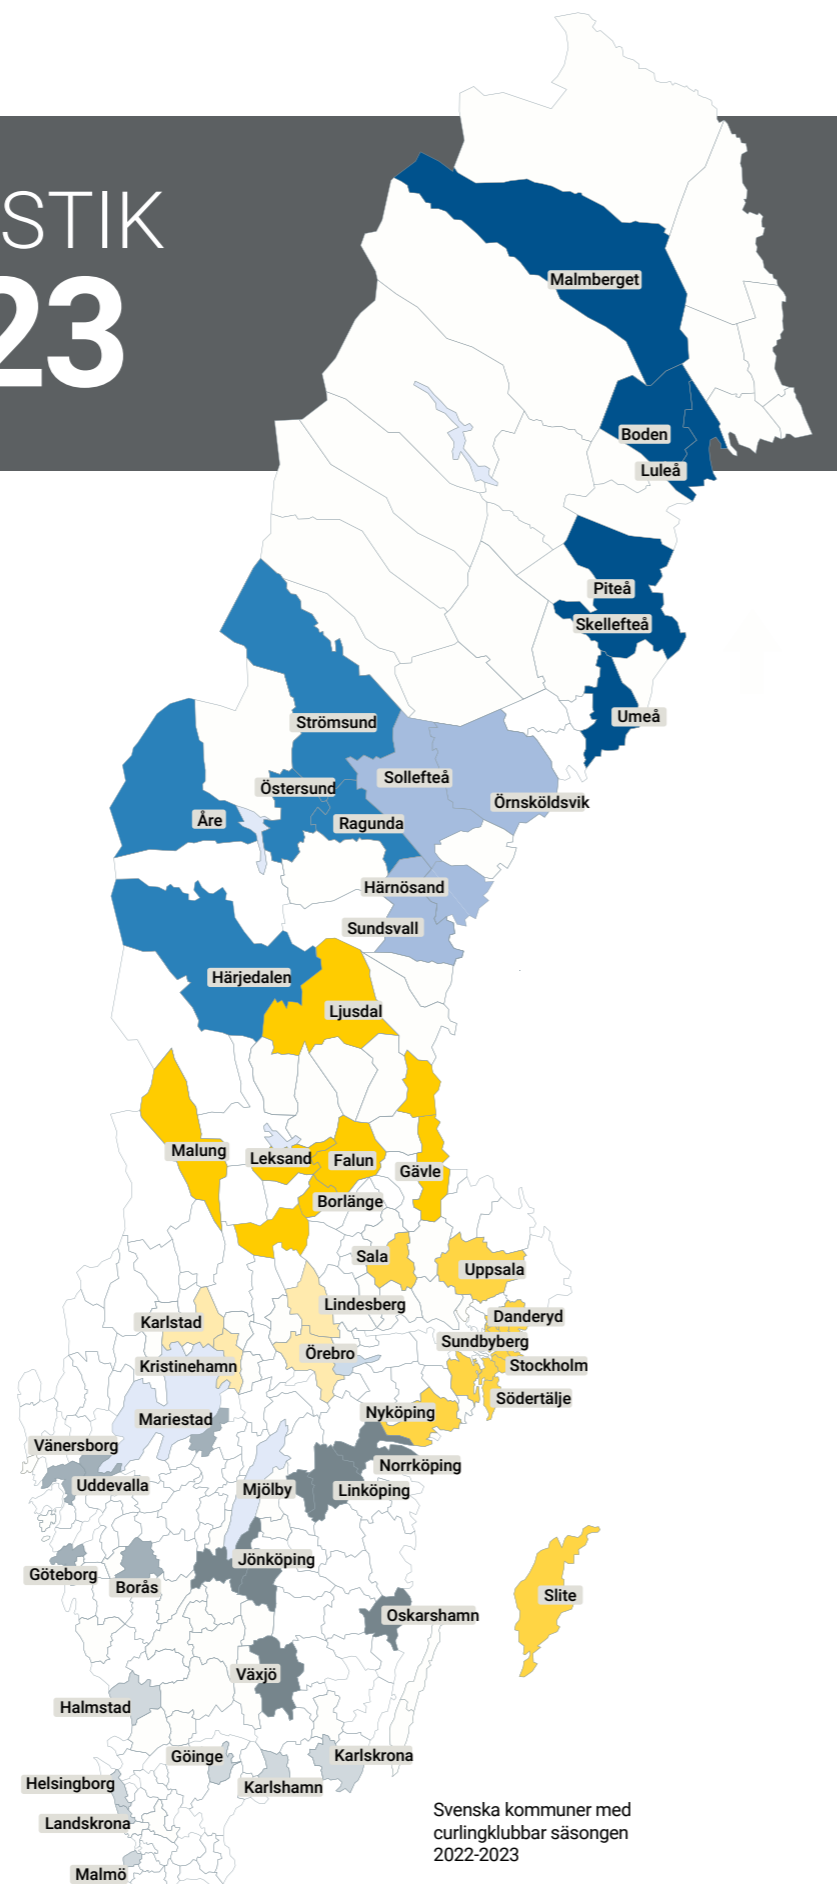 STIK
23
Malmberget
Boden
Luleå
Piteå
Skellefteå
Umeå
Strömsund
Sollefteå
Östersund
Örnsköldsvik
Åre
Ragunda
Härnösand
Sundsvall
Härjedalen
Ljusdal
Malung
Leksand
Falun
Gävle
Borlänge
Sala
Uppsala
Lindesberg
Danderyd
Karlstad
Sundbyberg
Örebro
Kristinehamn
Stockholm
Södertälje
Nyköping
Mariestad
Vänersborg
Norrköping
Uddevalla
Mjölby
Linköping
Jönköping
Göteborg
Borås
Slite
Oskarshamn
Växjö
Halmstad
Göinge
Karlskrona
Helsingborg
Karlshamn
Landskrona
Malmö
Svenska kommuner med
curlingklubbar säsongen
2022-2023